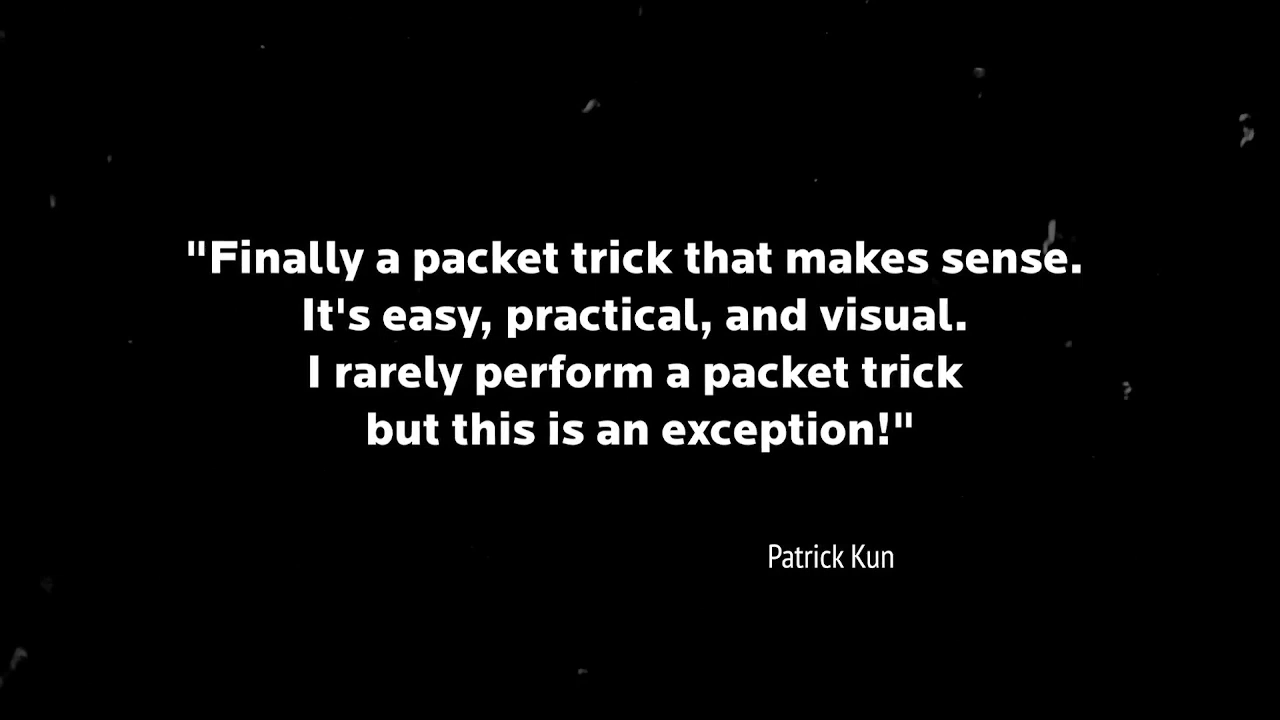 "Finally a packet trick that makes sense.
It's easy, practical, and visual.
I rarely perform a packet trick
but this is an exception!"
Patrick Kun